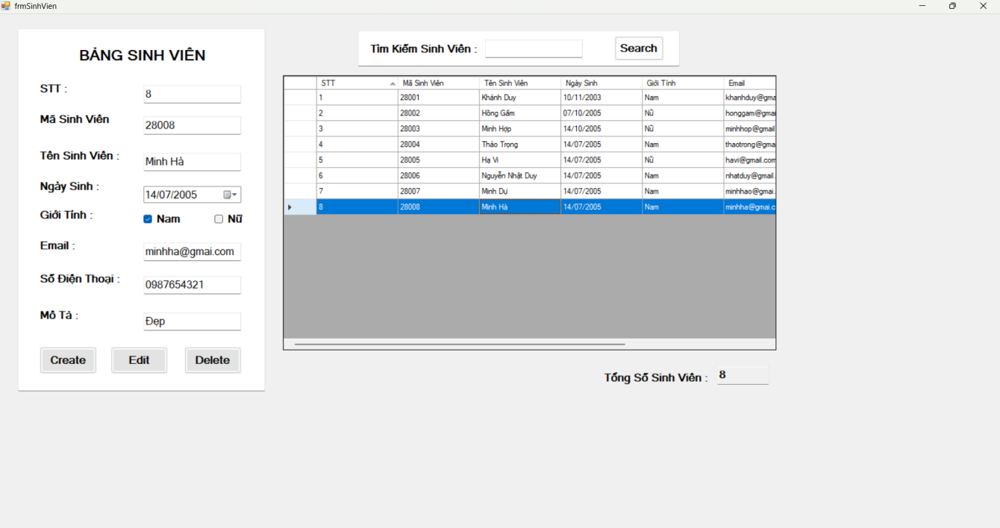 frmSinhVien
BẢNG SINH VIÊN
STT : 8
Mã Sinh Viên 28008
Tên Sinh Viên : Minh Hà
Ngày Sinh : 14/07/2005
Giới Tính : Nam Nữ
Email : minhha@gmai.com
Số Điện Thoại : 0987654321
Mô Tả : Đẹp
Create Edit Delete
Tìm Kiếm Sinh Viên : Search
STT Mã Sinh Viên Tên Sinh Viên Ngày Sinh Giới Tính Email
1 28001 Khánh Duy 10/11/2003 Nam khanhduy@gma
2 28002 Hồng Gấm 07/10/2005 Nữ honggam@gmai
3 28003 Minh Hợp 14/10/2005 Nữ minhhop@gmail
4 28004 Thảo Trọng 14/07/2005 Nam thaotrong@gma
5 28005 Hạ Vi 14/07/2005 Nữ havi@gmail.com
6 28006 Nguyễn Nhật Duy 14/07/2005 Nam nhatduy@gmail.
7 28007 Minh Dự 14/07/2005 Nam minhhao@gmai.
8 28008 Minh Hà 14/07/2005 Nam minhha@gmai.c
Tổng Số Sinh Viên : 8